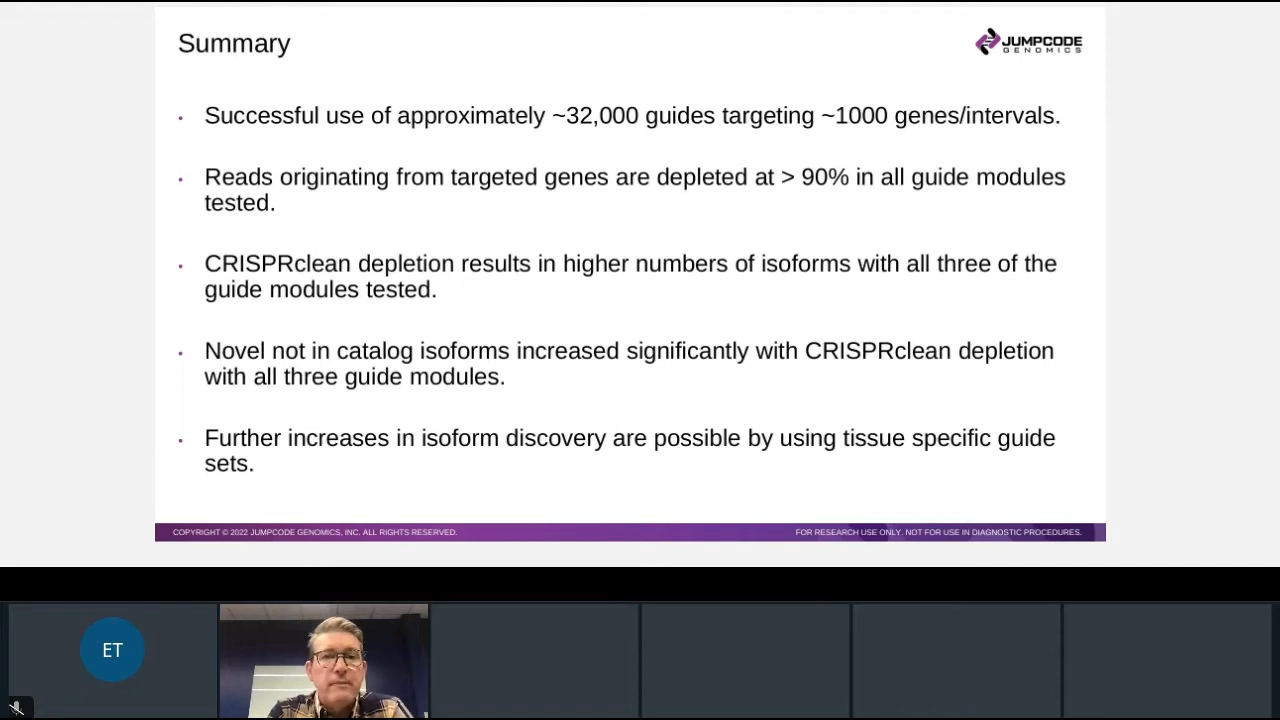 Summary
JUMPCODE
GENOMICS
• Successful use of approximately ~32,000 guides targeting ~1000 genes/intervals.
• Reads originating from targeted genes are depleted at > 90% in all guide modules
tested.
• CRISPRclean depletion results in higher numbers of isoforms with all three of the
guide modules tested.
• Novel not in catalog isoforms increased significantly with CRISPRclean depletion
with all three guide modules.
• Further increases in isoform discovery are possible by using tissue specific guide
sets.
COPYRIGHT © 2022 JUMPCODE GENOMICS, INC. ALL RIGHTS RESERVED.
FOR RESEARCH USE ONLY. NOT FOR USE IN DIAGNOSTIC PROCEDURES.
ET